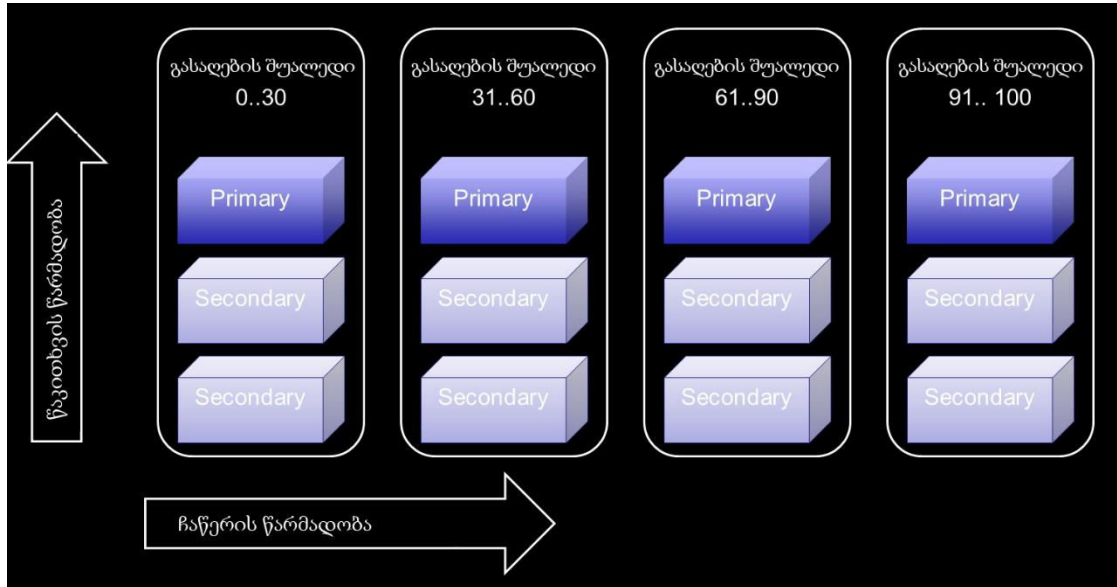 გასაღების შუალედი
0..30
Primary
Secondary
Secondary
გასაღების შუალედი
31..60
Primary
Secondary
Secondary
გასაღების შუალედი
61..90
Primary
Secondary
Secondary
გასაღების შუალედი
91.. 100
Primary
Secondary
Secondary
წაკითხვის წარმადობა
ჩაწერის წარმადობა